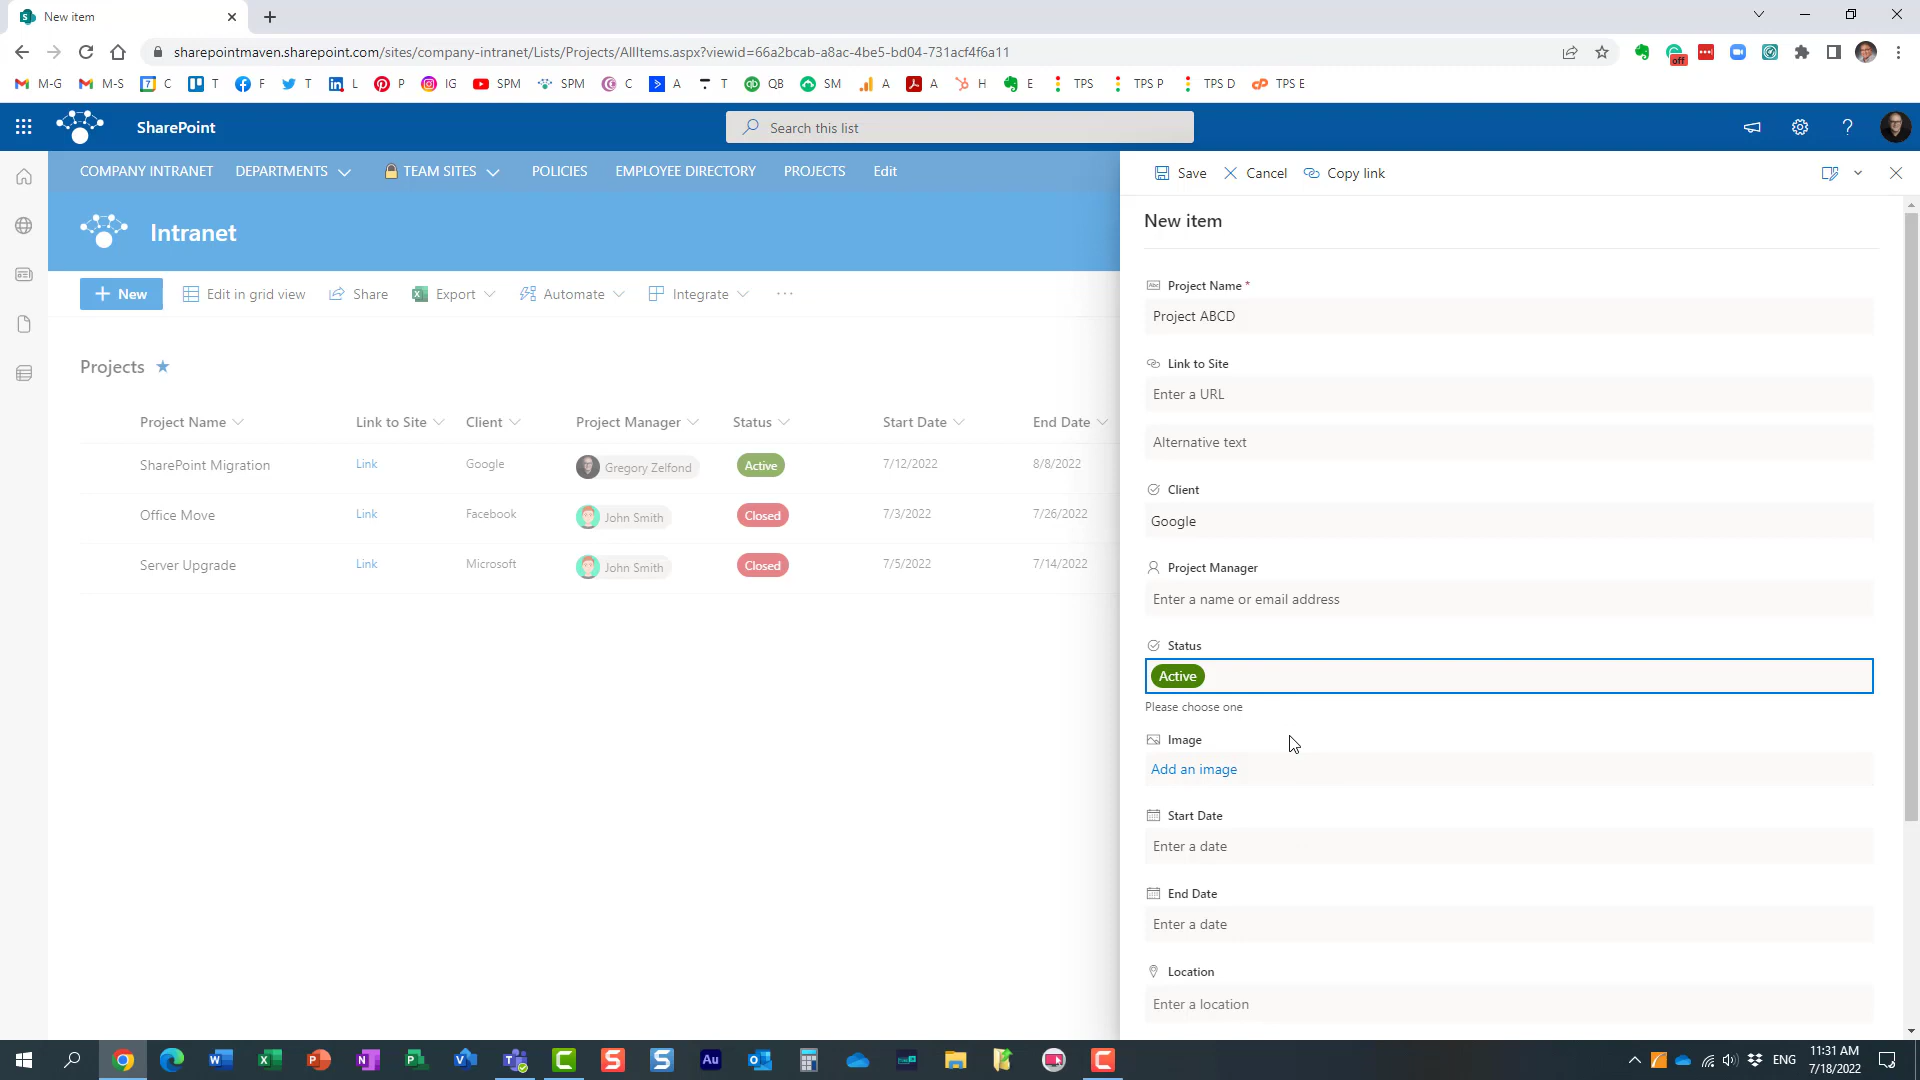 New item
sharepointmaven.sharepoint.com/sites/company-intranet/Lists/Projects/AllItems.aspx?viewid=66a2bcab-a8ac-4be5-bd04-731acf4f6a11
off
M-G M-S 7 C T F T L P IG SPM SPM C A T QB SM A A H E TPS TPS P TPS D TPS E
SharePoint
Search this list
COMPANY INTRANET DEPARTMENTS TEAM SITES POLICIES EMPLOYEE DIRECTORY PROJECTS Edit
Intranet
New Edit in grid view Share Export Automate Integrate ...
Projects
Project Name Link to Site Client Project Manager Status Start Date End Date
SharePoint Migration Link Google Gregory Zelfond Active 7/12/2022 8/8/2022
Office Move Link Facebook John Smith Closed 7/3/2022 7/26/2022
Server Upgrade Link Microsoft John Smith Closed 7/5/2022 7/14/2022
Save Cancel Copy link
New item
Project Name *
Project ABCD
Link to Site
Enter a URL
Alternative text
Client
Google
Project Manager
Enter a name or email address
Status
Active
Please choose one
Image
Add an image
Start Date
Enter a date
End Date
Enter a date
Location
Enter a location
ENG
11:31 AM
7/18/2022